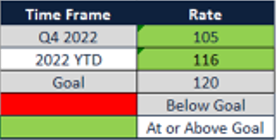 Time Frame Rate
Q4 2022 105
2022 YTD 116
Goal 120
Below Goal
At or Above Goal